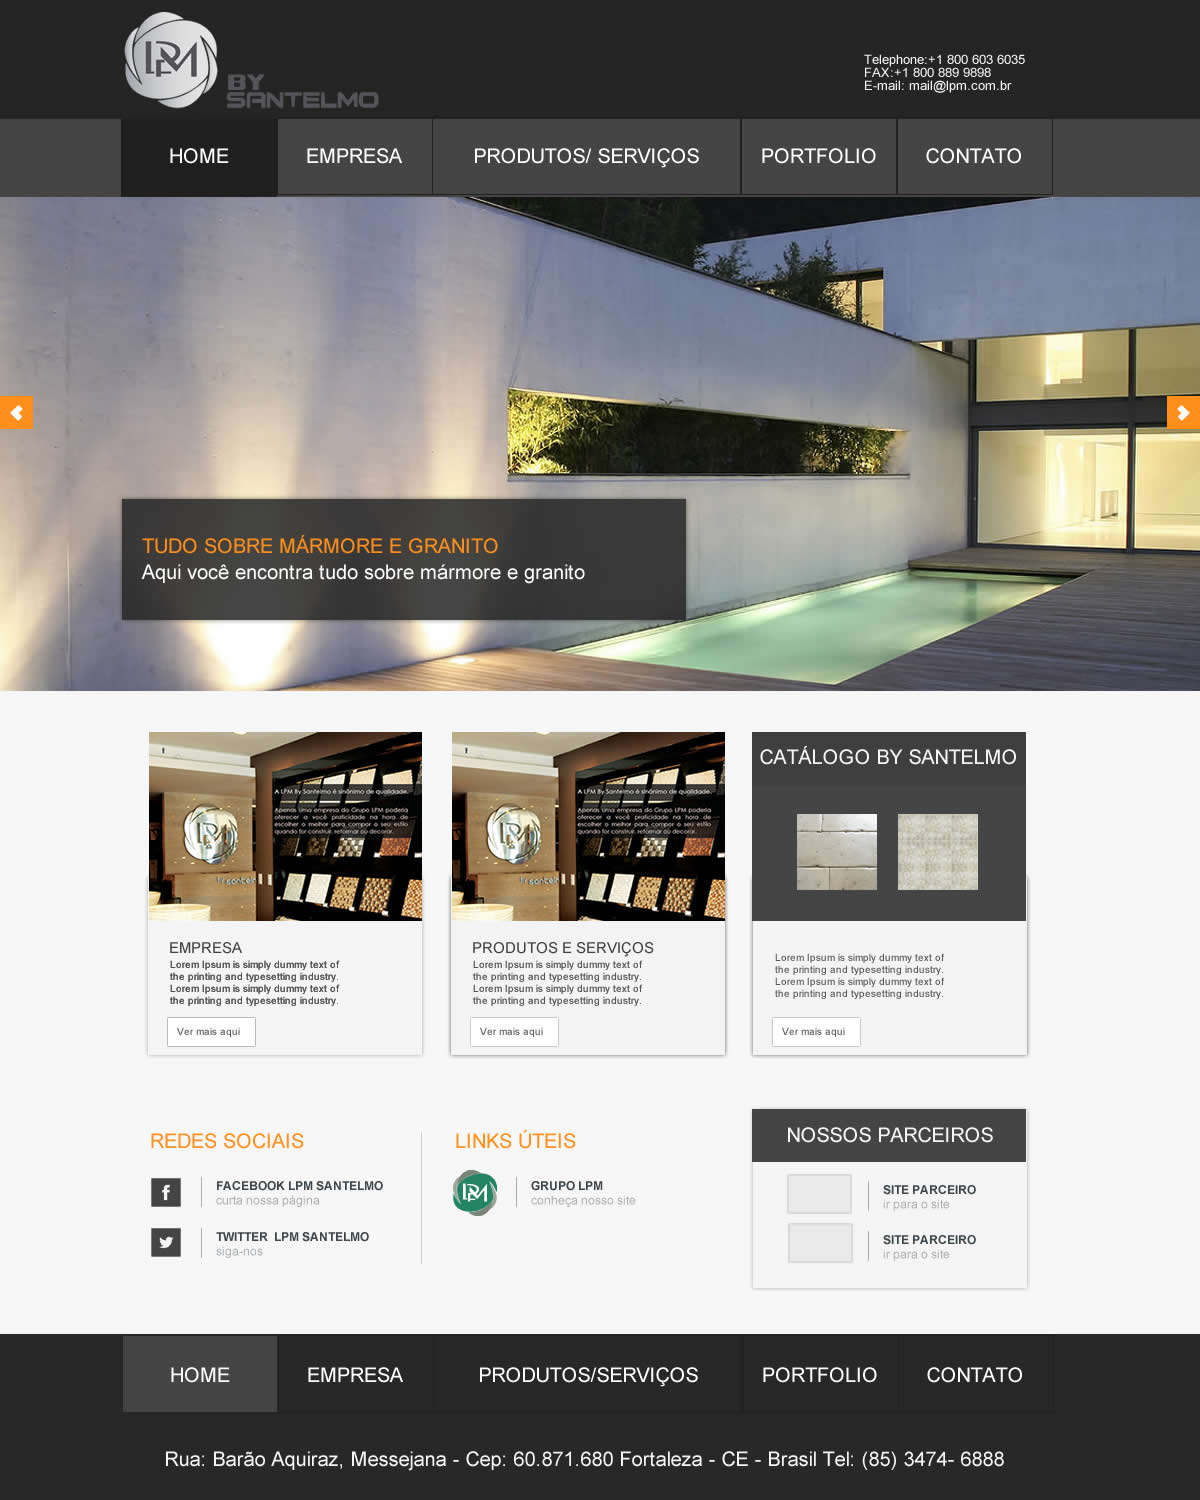 LPM
BY
SANTELMO
Telephone:+1 800 603 6035
FAX:+1 800 889 9898
E-mail: mail@lpm.com.br
HOME EMPRESA PRODUTOS/ SERVIÇOS PORTFOLIO CONTATO
TUDO SOBRE MÁRMORE E GRANITO
Aqui você encontra tudo sobre mármore e granito
A LPM By Santelmo é sinônimo de qualidade.
Apenas uma empresa do Grupo LPM poderia
oferecer a você praticidade na hora de
escolher o melhor para compor o seu estilo
quando for construir, reformar ou decorar.
LPM
by santelm
EMPRESA
Lorem Ipsum is simply dummy text of
the printing and typesetting industry.
Lorem Ipsum is simply dummy text of
the printing and typesetting industry.
Ver mais aqui
A LPM By Santelmo é sinônimo de qualidade.
Apenas uma empresa do Grupo LPM poderia
oferecer a você praticidade na hora de
escolher o melhor para compor o seu estilo
quando for construir, reformar ou decorar.
LPM
by santelm
PRODUTOS E SERVIÇOS
Lorem Ipsum is simply dummy text of
the printing and typesetting industry.
Lorem Ipsum is simply dummy text of
the printing and typesetting industry.
Ver mais aqui
CATÁLOGO BY SANTELMO
Lorem Ipsum is simply dummy text of
the printing and typesetting industry.
Lorem Ipsum is simply dummy text of
the printing and typesetting industry.
Ver mais aqui
REDES SOCIAIS
FACEBOOK LPM SANTELMO
curta nossa página
TWITTER LPM SANTELMO
siga-nos
LINKS ÚTEIS
LPM
GRUPO LPM
conheça nosso site
NOSSOS PARCEIROS
SITE PARCEIRO
ir para o site
SITE PARCEIRO
ir para o site
HOME EMPRESA PRODUTOS/SERVIÇOS PORTFOLIO CONTATO
Rua: Barão Aquiraz, Messejana - Cep: 60.871.680 Fortaleza - CE - Brasil Tel: (85) 3474- 6888